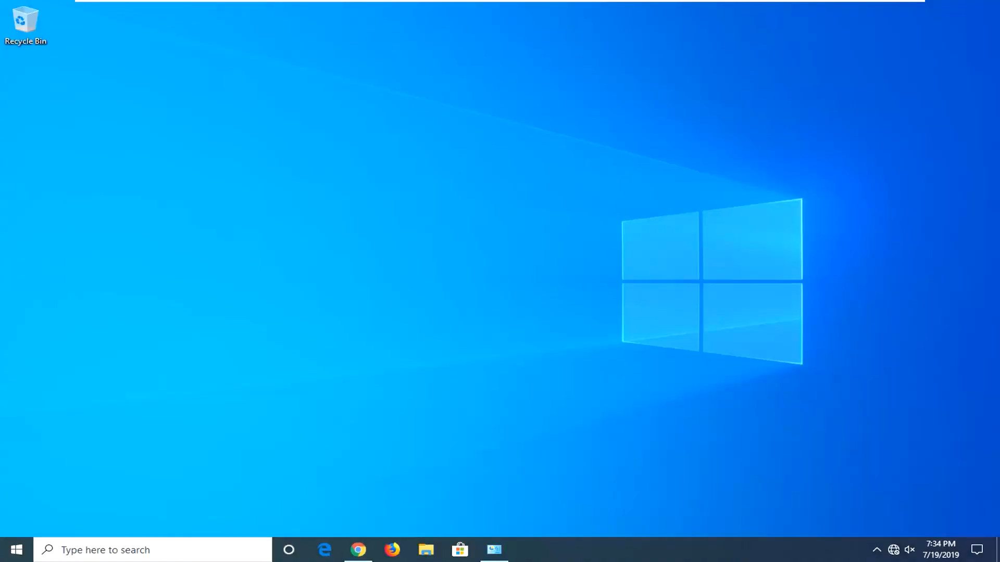 Recycle Bin
Type here to search
7:34 PM
7/19/2019